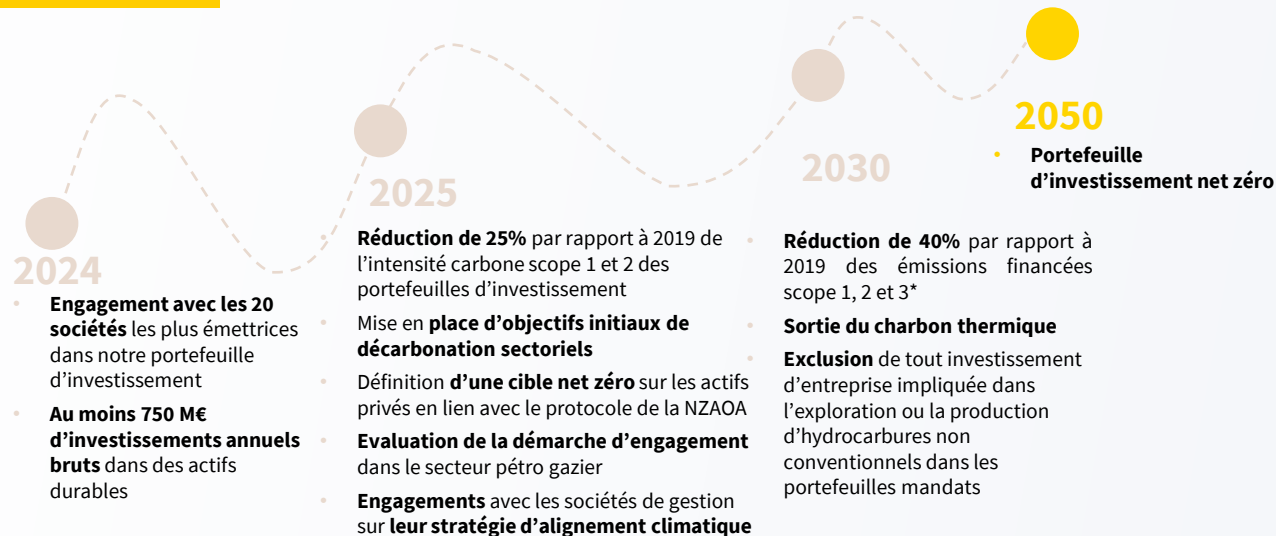 2024
• Engagement avec les 20
sociétés les plus émettrices
dans notre portefeuille
d'investissement
• Au moins 750 M€
d'investissements annuels
bruts dans des actifs
durables
2025
• Réduction de 25% par rapport à 2019 de
l'intensité carbone scope 1 et 2 des
portefeuilles d'investissement
• Mise en place d'objectifs initiaux de
décarbonation sectoriels
• Définition d'une cible net zéro sur les actifs
privés en lien avec le protocole de la NZAOA
• Evaluation de la démarche d'engagement
dans le secteur pétro gazier
• Engagements avec les sociétés de gestion
sur leur stratégie d'alignement climatique
2030
• Réduction de 40% par rapport à
2019 des émissions financées
scope 1, 2 et 3*
• Sortie du charbon thermique
• Exclusion de tout investissement
d'entreprise impliquée dans
l'exploration ou la production
d'hydrocarbures non
conventionnels dans les
portefeuilles mandats
2050
• Portefeuille
d'investissement net zéro